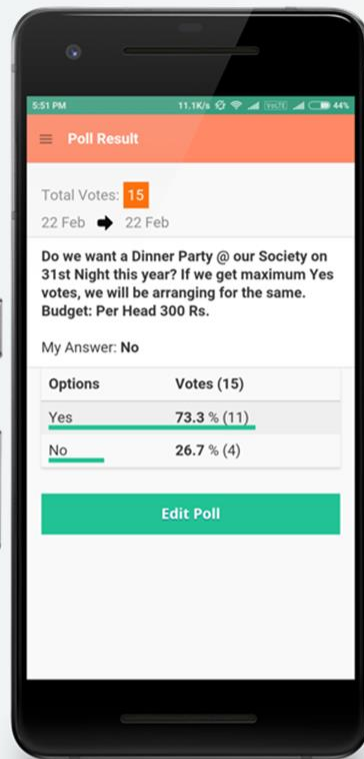 5:51 PM 11.1K/s VoLTE 44%
Poll Result
Total Votes: 15
22 Feb 22 Feb
Do we want a Dinner Party @ our Society on
31st Night this year? If we get maximum Yes
votes, we will be arranging for the same.
Budget: Per Head 300 Rs.
My Answer: No
Options Votes (15)
Yes 73.3 % (11)
No 26.7 % (4)
Edit Poll